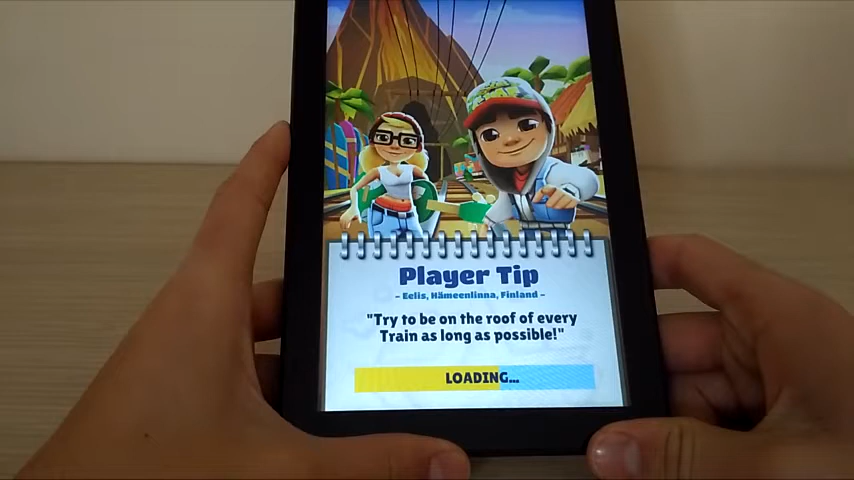 Player Tip
- Eelis, Hämeenlinna, Finland -
"Try to be on the roof of every
Train as long as possible!"
LOADING...